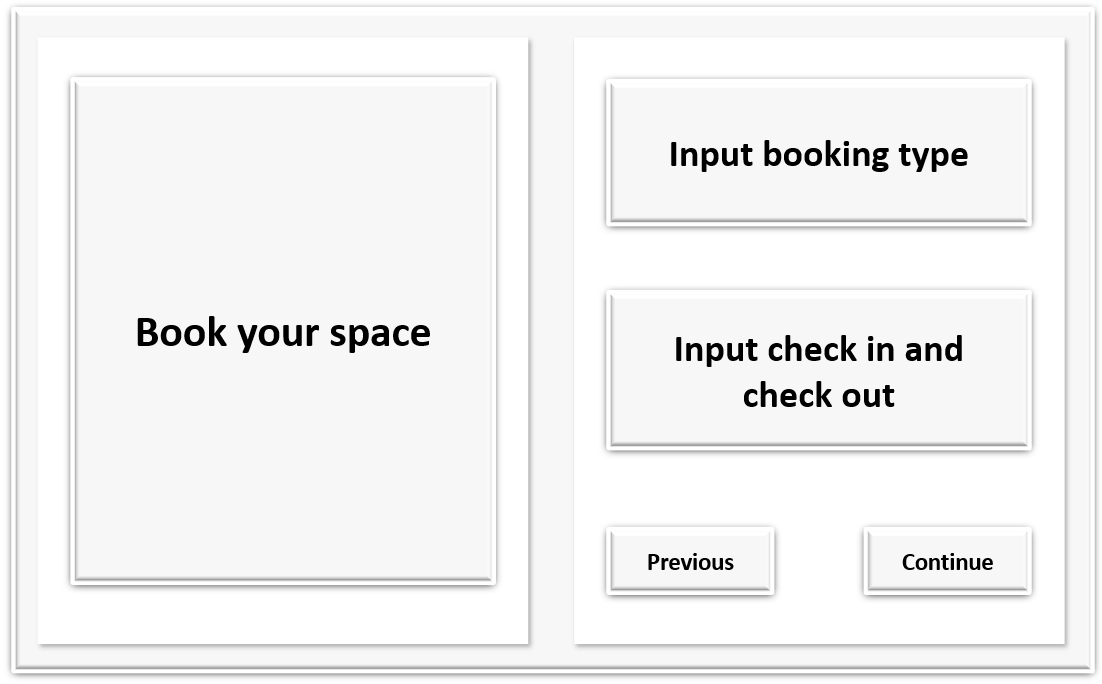 Book your space
Input booking type
Input check in and
check out
Previous
Continue